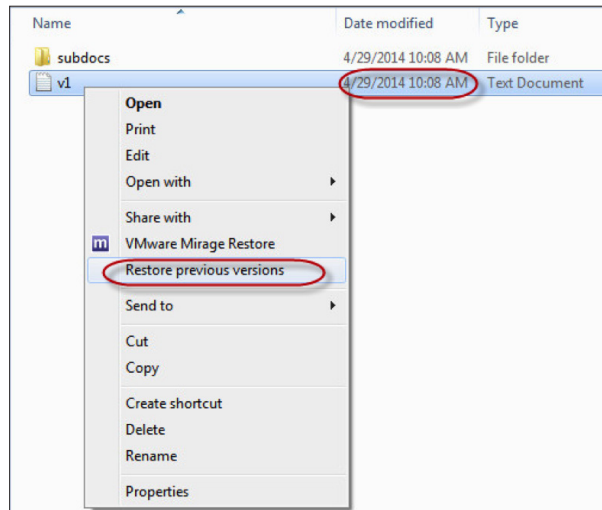 Name Date modified Type
subdocs 4/29/2014 10:08 AM File folder
v1 4/29/2014 10:08 AM Text Document
Open
Print
Edit
Open with
Share with
m VMware Mirage Restore
Restore previous versions
Send to
Cut
Copy
Create shortcut
Delete
Rename
Properties